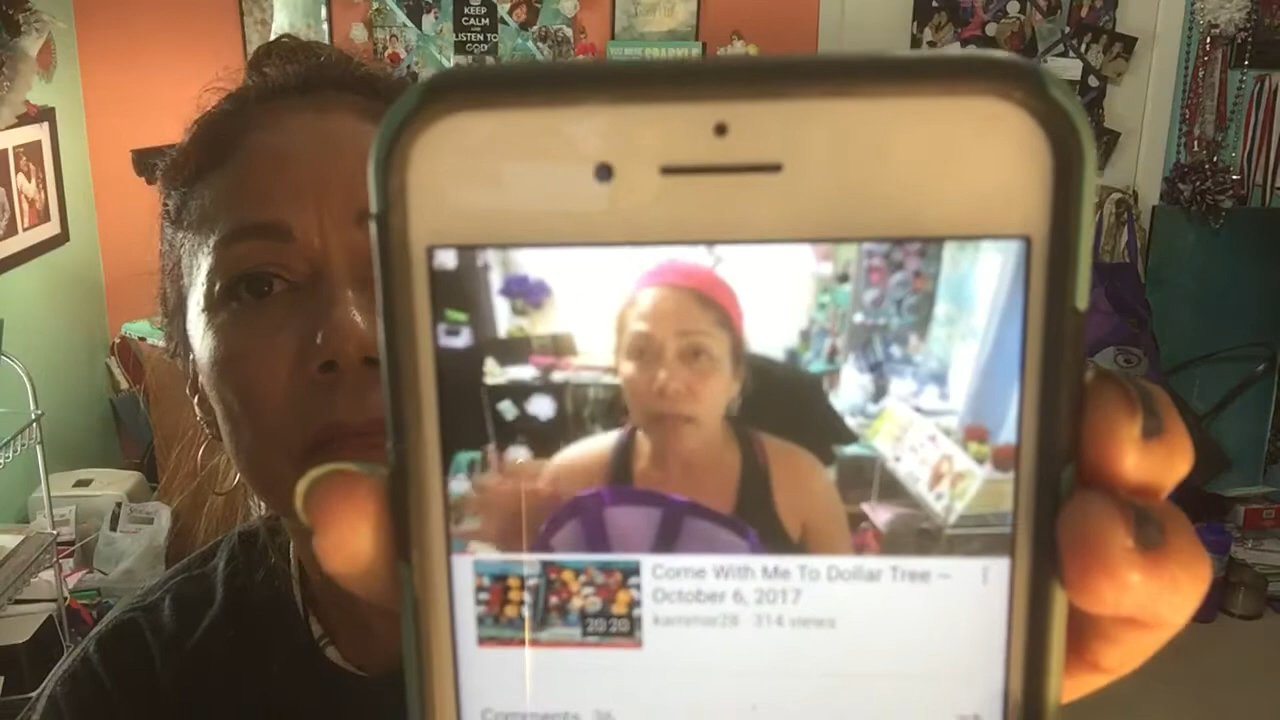 KEEP
CALM
AND
LISTEN TO
GOD
SPARKLE
Come With Me To Dollar Tree –
October 6, 2017
314 views
20:20
Comments 36